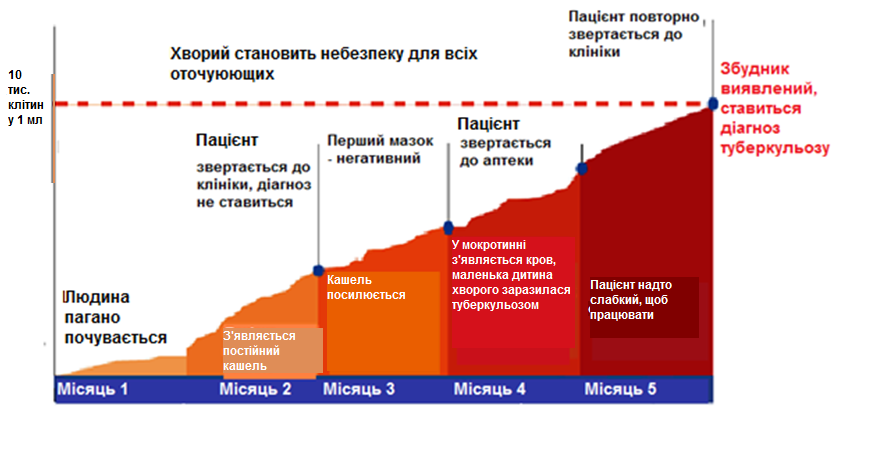 Пацієнт повторно
звертається до
клініки
Хворий становить небезпеку для всіх
оточуюючих
10
тис.
клітин
у 1 мл
Збудник
виявлений,
ставиться
діагноз
туберкульозу
Пацієнт
звертається до
клініки, діагноз
не ставиться
Перший мазок
- негативний
Пацієнт
звертається
до аптеки
Людина
пагано
почувається
З'являється
постійний
кашель
Кашель
посилюється
У мокротинні
з'являється кров,
маленька дитина
хворого заразилася
туберкульозом
Пацієнт надто
слабкий, щоб
працювати
Місяць 1
Місяць 2
Місяць 3
Місяць 4
Місяць 5